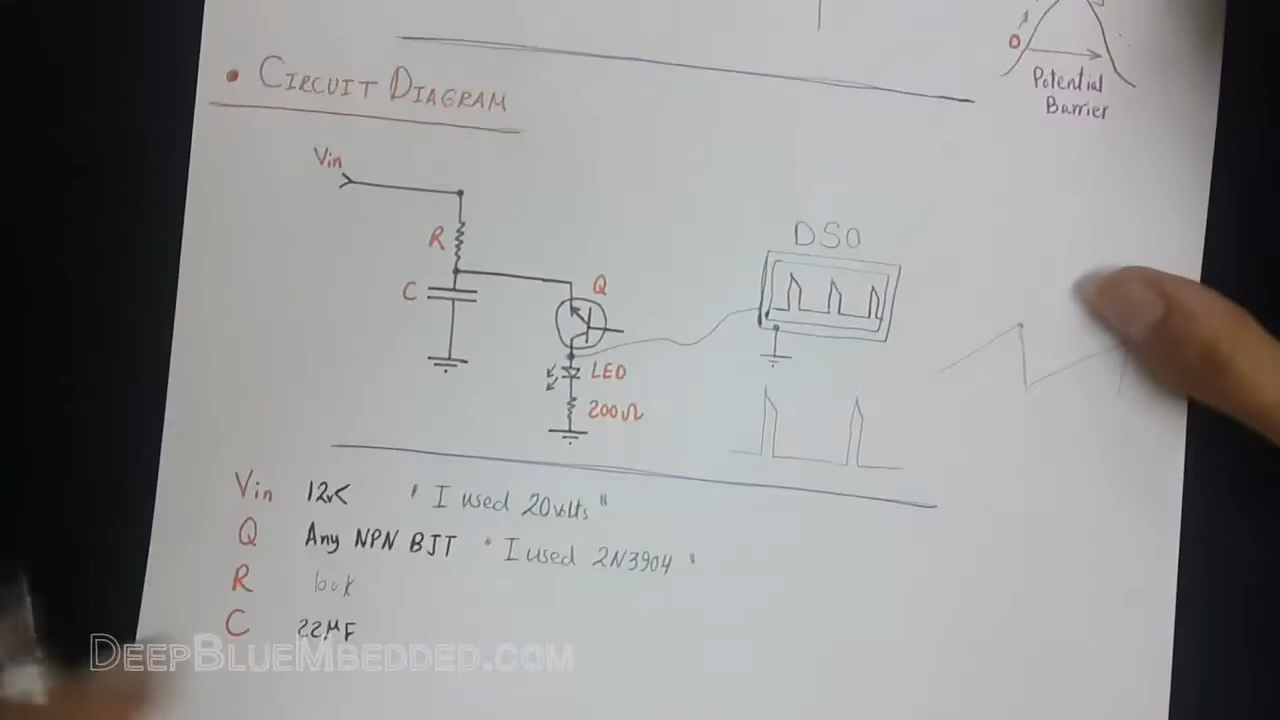 Potential
Barrier
• CIRCUIT DIAGRAM
Vin
R
C
Q
DSO
LED
200Ω
Vin 12v< "I used 20volts"
Q Any NPN BJT "I used 2N3904"
R
C 22μF
DEEPBLUEMBEDDED.COM